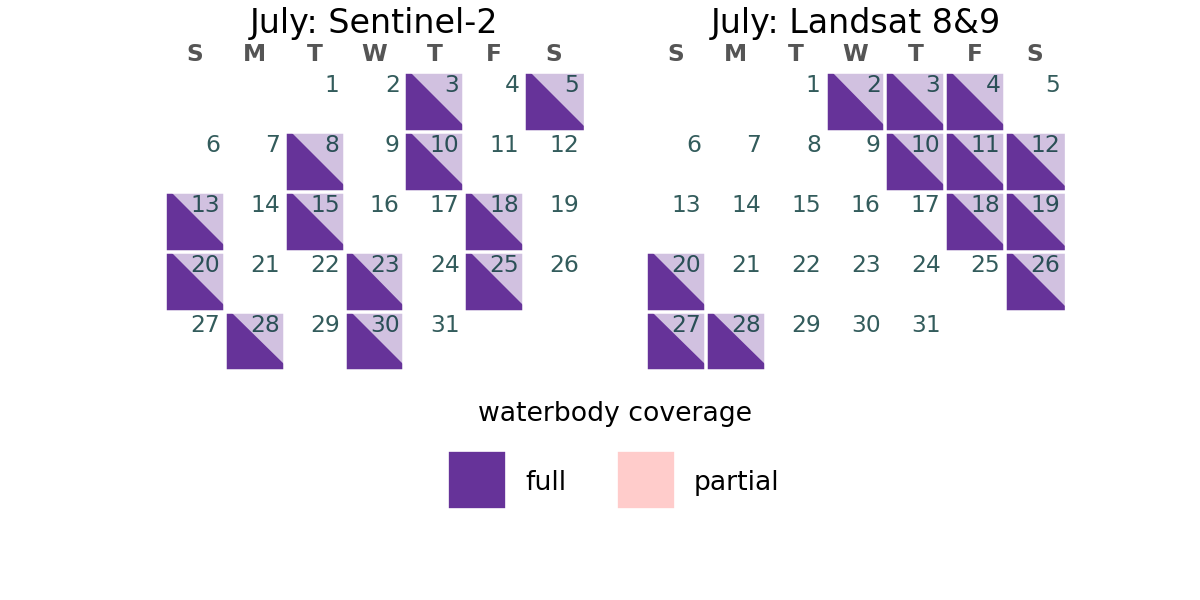 July: Sentinel-2
S M T W T F S
1 2 3 4 5
6 7 8 9 10 11 12
13 14 15 16 17 18 19
20 21 22 23 24 25 26
27 28 29 30 31
July: Landsat 8&9
S M T W T F S
1 2 3 4 5
6 7 8 9 10 11 12
13 14 15 16 17 18 19
20 21 22 23 24 25 26
27 28 29 30 31
waterbody coverage
full partial